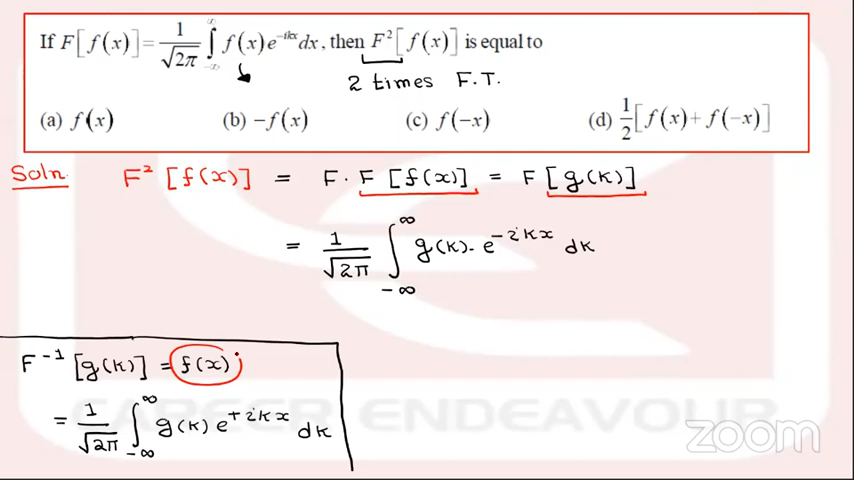 If F[f(x)] = 1/√2π ∫_{-∞}^{∞} f(x) e^{-ikx} dx, then F²[f(x)] is equal to
2 times F.T.
(a) f(x) (b) -f(x) (c) f(-x) (d) 1/2[f(x) + f(-x)]
Soln. F² [f(x)] = F · F [f(x)] = F [g(k)]
= 1/√2π ∫_{-∞}^{∞} g(k) · e^{-ikx} dk
F⁻¹ [g(k)] = f(x)
= 1/√2π ∫_{-∞}^{∞} g(k) e^{+ikx} dk
CAREER ENDEAVOUR
zoom